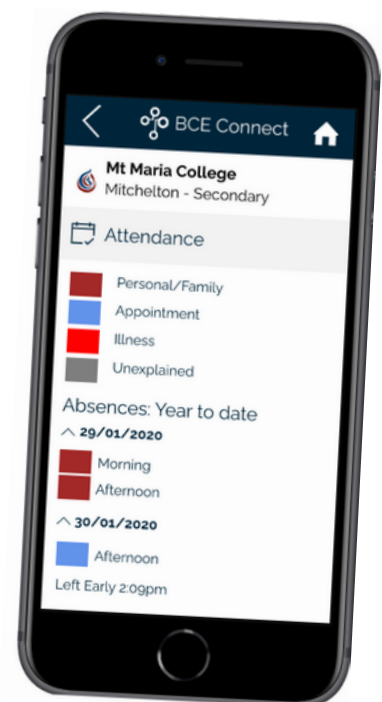 BCE Connect
Mt Maria College
Mitchelton - Secondary
Attendance
Personal/Family
Appointment
Illness
Unexplained
Absences: Year to date
29/01/2020
Morning
Afternoon
30/01/2020
Afternoon
Left Early 2:09pm